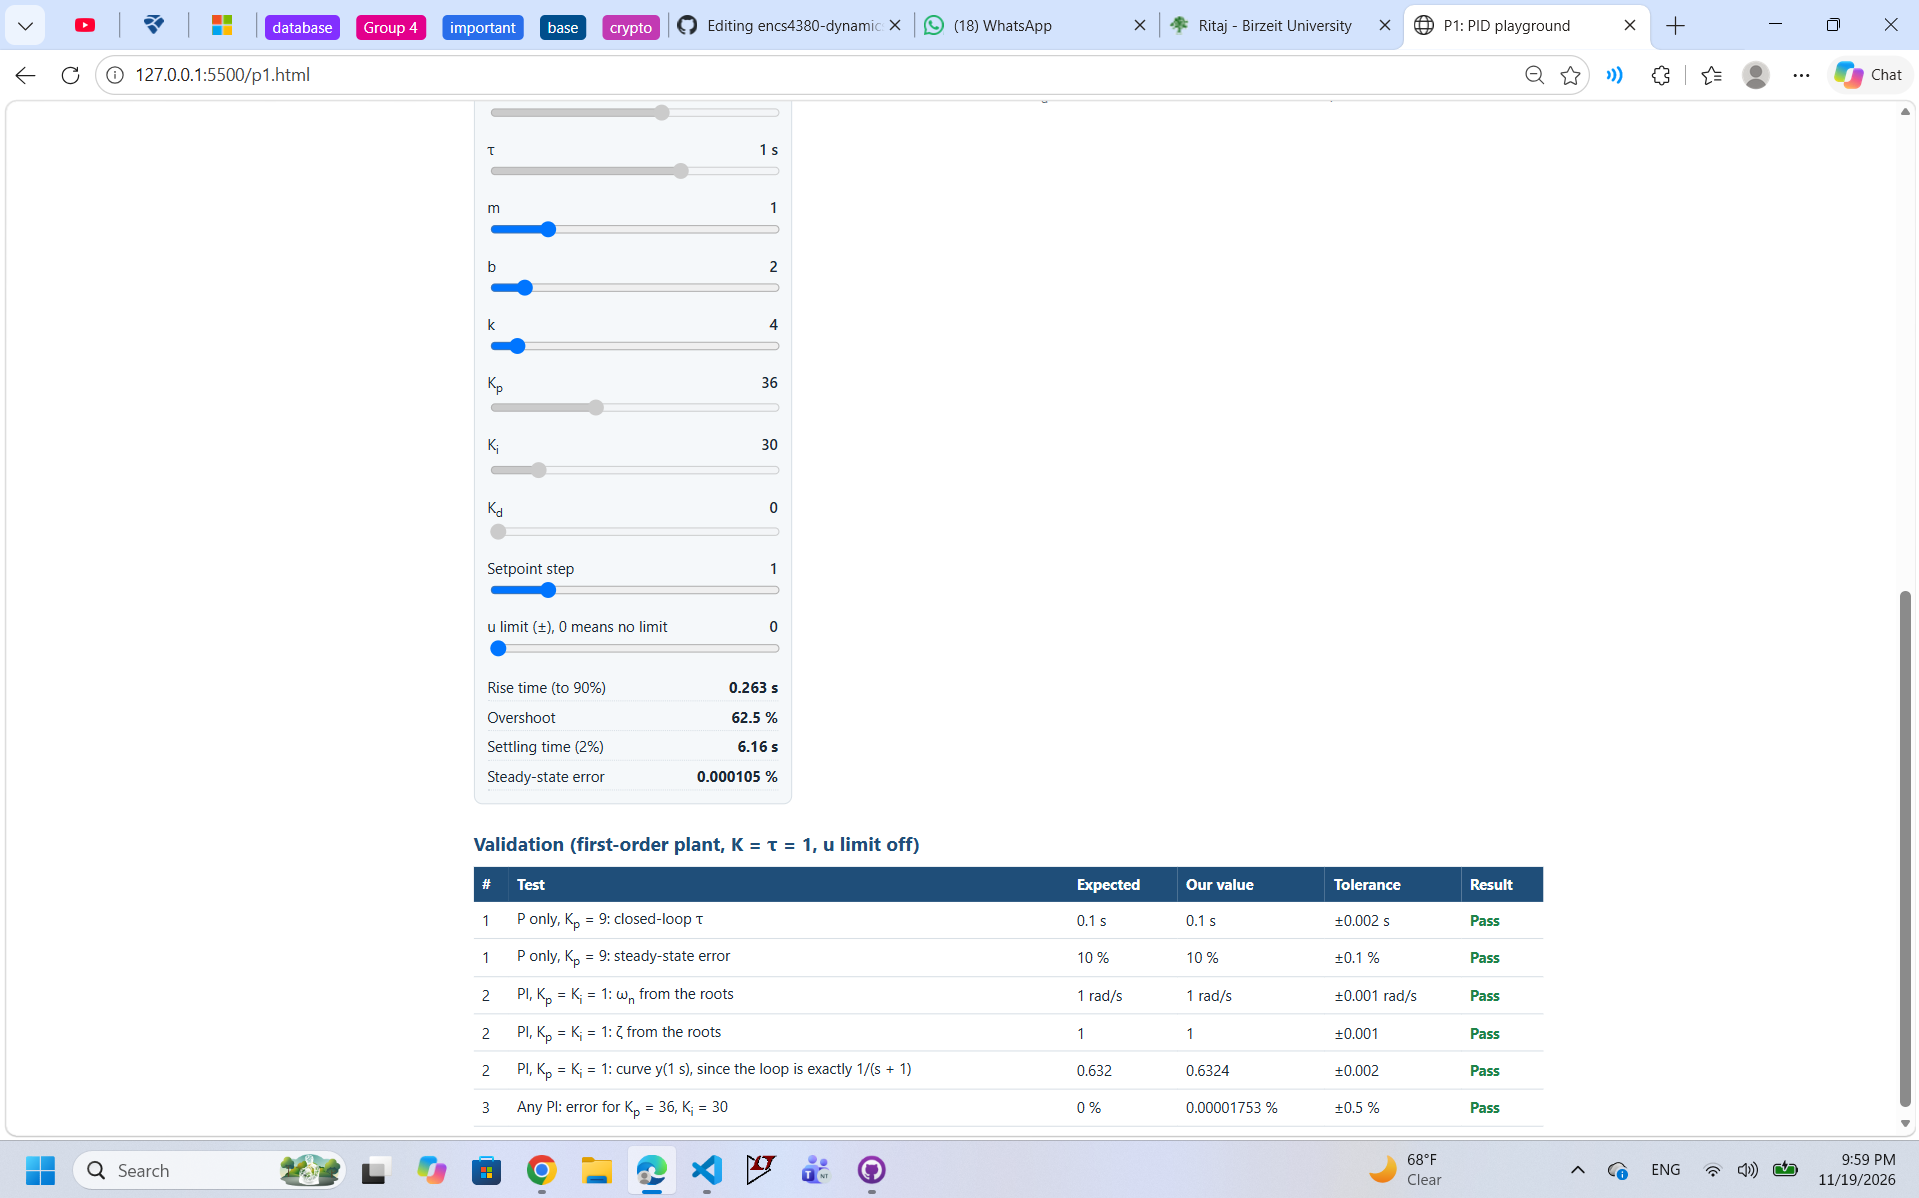 database
Group 4
important
base
crypto
Editing encs4380-dynamic
(18) WhatsApp
Ritaj - Birzeit University
P1: PID playground
127.0.0.1:5500/p1.html
Chat
τ 1 s
m 1
b 2
k 4
Kp 36
Ki 30
Kd 0
Setpoint step 1
u limit (±), 0 means no limit 0
Rise time (to 90%) 0.263 s
Overshoot 62.5 %
Settling time (2%) 6.16 s
Steady-state error 0.000105 %
Validation (first-order plant, K = τ = 1, u limit off)
# Test Expected Our value Tolerance Result
1 P only, Kp = 9: closed-loop τ 0.1 s 0.1 s ±0.002 s Pass
1 P only, Kp = 9: steady-state error 10 % 10 % ±0.1 % Pass
2 PI, Kp = Ki = 1: ωn from the roots 1 rad/s 1 rad/s ±0.001 rad/s Pass
2 PI, Kp = Ki = 1: ζ from the roots 1 1 ±0.001 Pass
2 PI, Kp = Ki = 1: curve y(1 s), since the loop is exactly 1/(s + 1) 0.632 0.6324 ±0.002 Pass
3 Any PI: error for Kp = 36, Ki = 30 0 % 0.00001753 % ±0.5 % Pass
Search
68°F
Clear
ENG
9:59 PM
11/19/2026